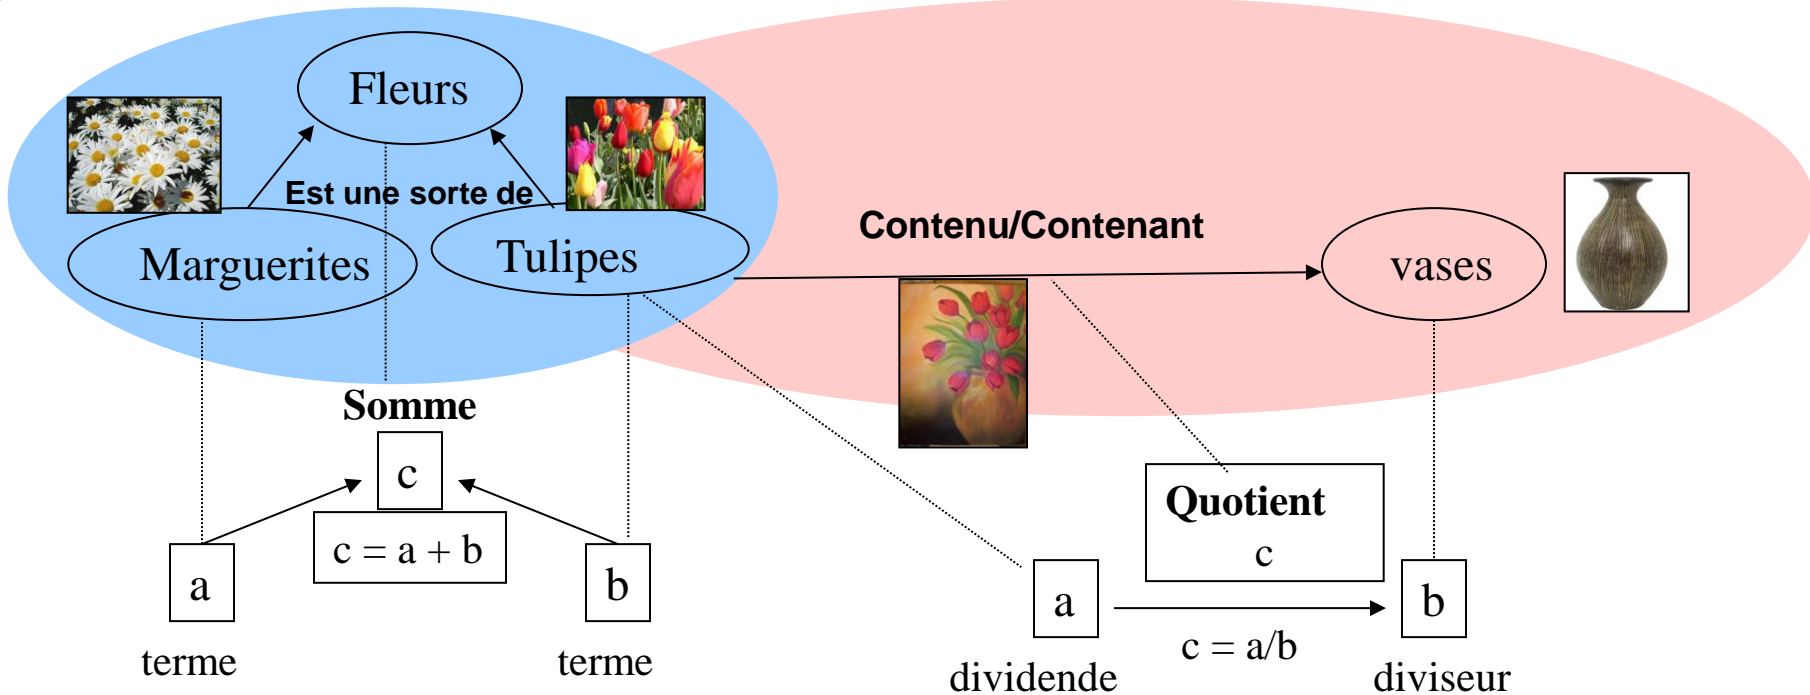 Fleurs
Est une sorte de
Marguerites
Tulipes
Contenu/Contenant
vases
Somme
c
c = a + b
a
b
terme
terme
Quotient
c
a
b
c = a/b
dividende
diviseur